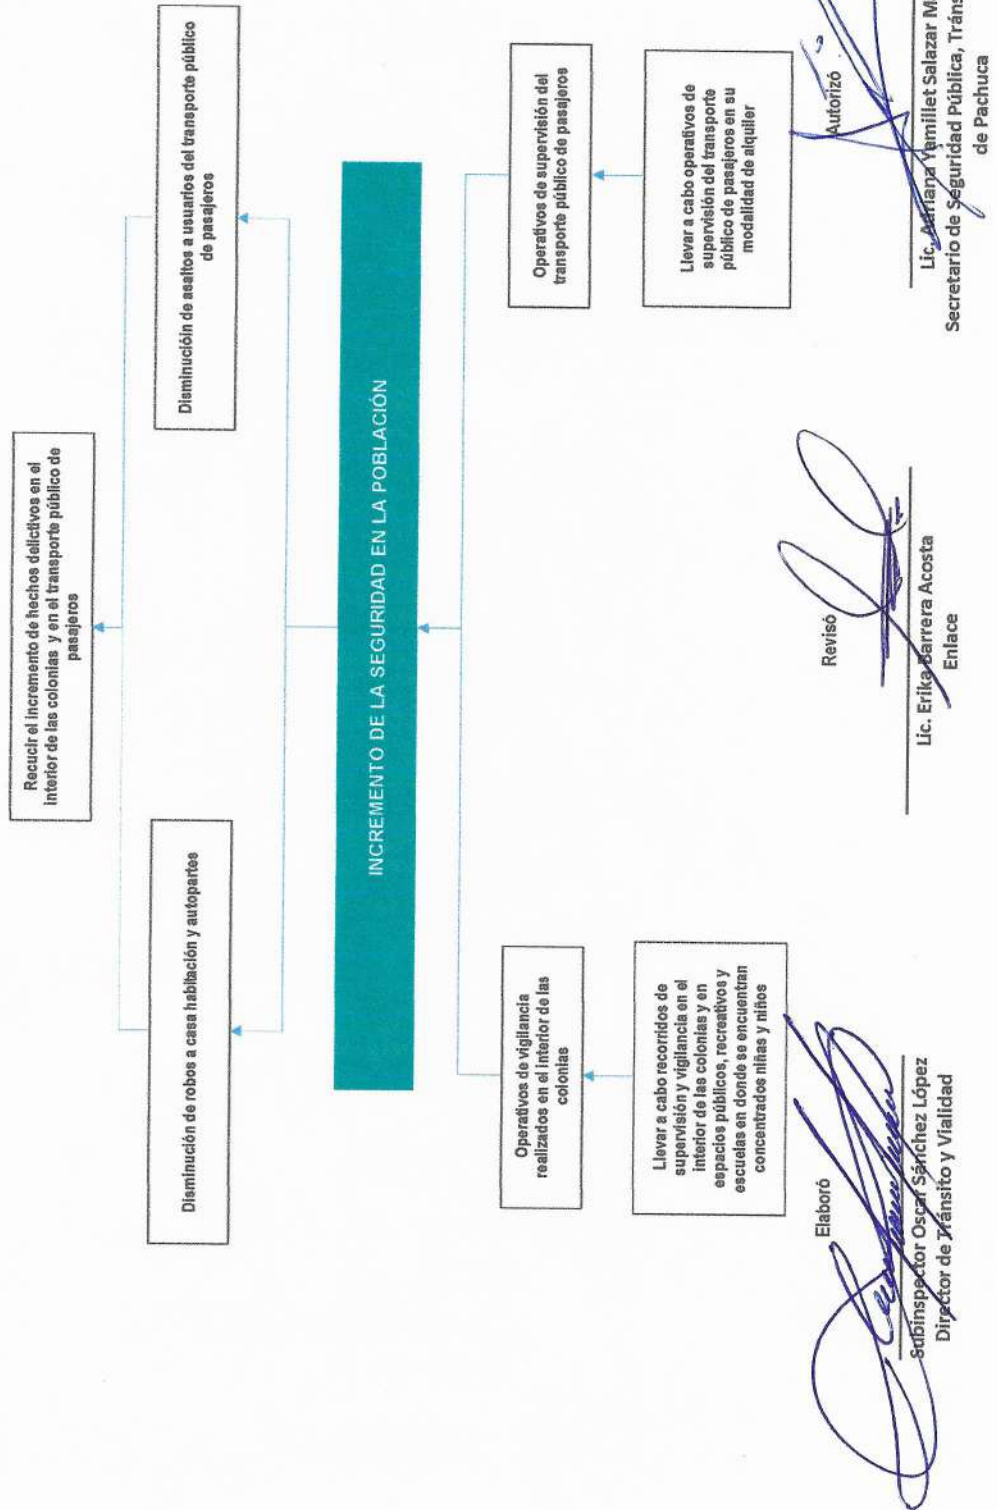 Recucir el incremento de hechos delictivos en el
interior de las colonias y en el transporte público de
pasajeros
Disminución de robos a casa habitación y autopartes
Disminucióin de asaltos a usuarios del transporte público
de pasajeros
INCREMENTO DE LA SEGURIDAD EN LA POBLACIÓN
Operativos de vigilancia
realizados en el interior de las
colonias
Operativos de supervisión del
transporte público de pasajeros
Llevar a cabo recorridos de
supervisión y vigilancia en el
interior de las colonias y en
espacios públicos, recreativos y
escuelas en donde se encuentran
concentrados niñas y niños
Llevar a cabo operativos de
supervisión del transporte
público de pasajeros en su
modalidad de alquiler
Elaboró
Subinspector Oscar Sánchez López
Director de Tránsito y Vialidad
Revisó
Lic. Erika Barrera Acosta
Enlace
Autorizó
Lic. Adriana Yamillet Salazar
Secretario de Seguridad Pública,
de Pachuca